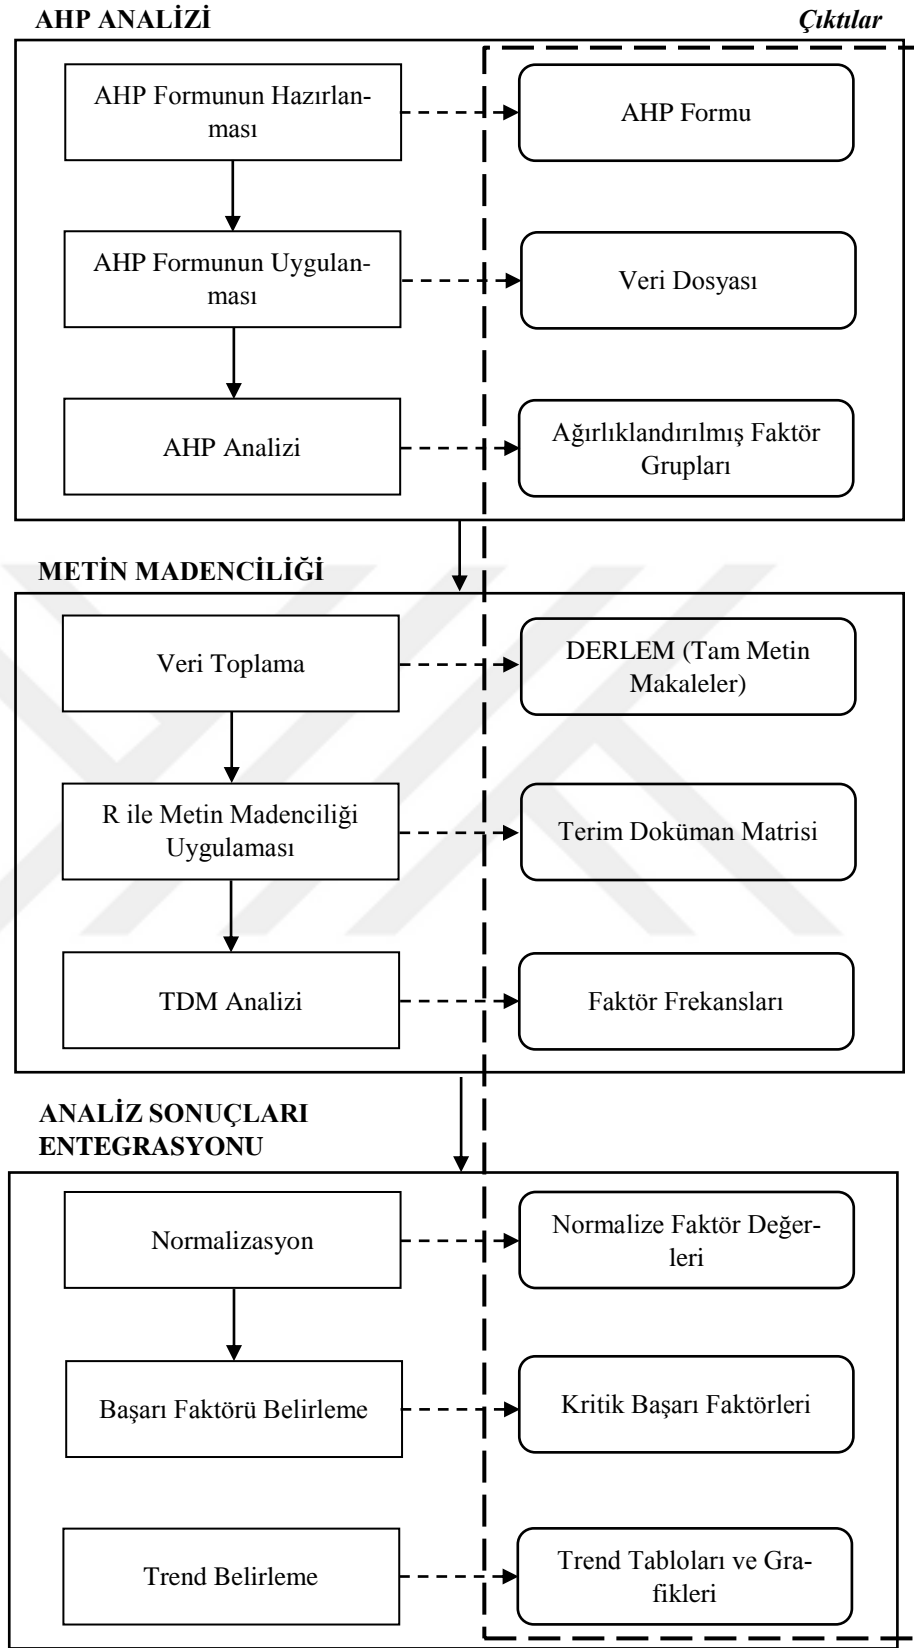 AHP ANALİZİ
Çıktılar
AHP Formunun Hazırlan-
ması
AHP Formu
AHP Formunun Uygulan-
ması
Veri Dosyası
AHP Analizi
Ağırlıklandırılmış Faktör
Grupları
METİN MADENCİLİĞİ
Veri Toplama
DERLEM (Tam Metin
Makaleler)
R ile Metin Madenciliği
Uygulaması
Terim Doküman Matrisi
TDM Analizi
Faktör Frekansları
ANALİZ SONUÇLARI
ENTEGRASYONU
Normalizasyon
Normalize Faktör Değer-
leri
Başarı Faktörü Belirleme
Kritik Başarı Faktörleri
Trend Belirleme
Trend Tabloları ve Gra-
fikleri